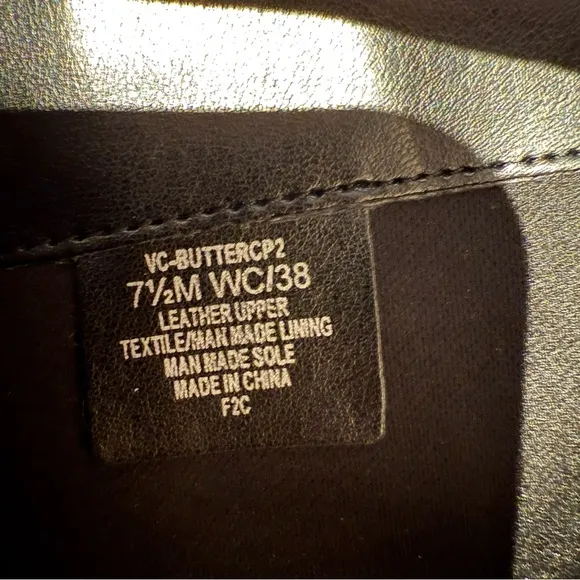 VC-BUTTERCP2
7½M WC/38
LEATHER UPPER
TEXTILE/MAN MADE LINING
MAN MADE SOLE
MADE IN CHINA
F2C